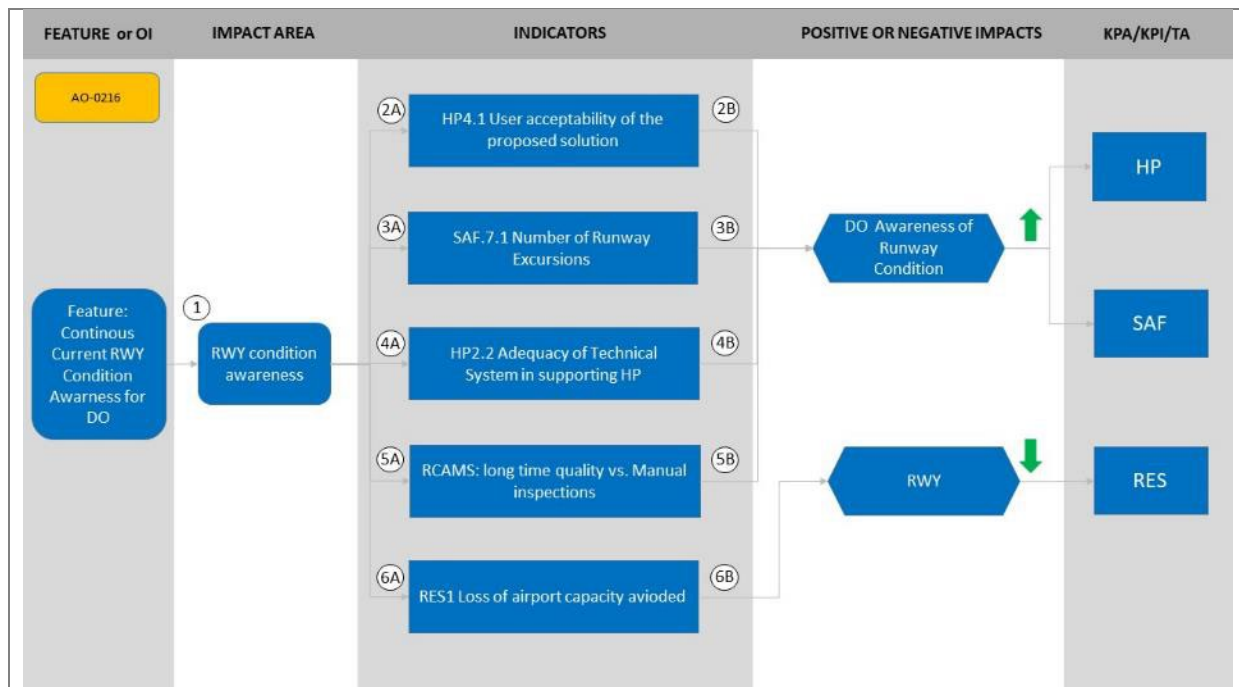 FEATURE or OI
IMPACT AREA
INDICATORS
POSITIVE OR NEGATIVE IMPACTS
KPA/KPI/TA
AO-0216
Feature:
Continous
Current RWY
Condition
Awarness for
DO
1
RWY condition
awareness
2A
HP4.1 User acceptability of the
proposed solution
2B
3A
SAF.7.1 Number of Runway
Excursions
3B
4A
HP2.2 Adequacy of Technical
System in supporting HP
4B
5A
RCAMS: long time quality vs. Manual
inspections
5B
6A
RES1 Loss of airport capacity avioded
6B
DO Awareness of
Runway
Condition
RWY
HP
SAF
RES